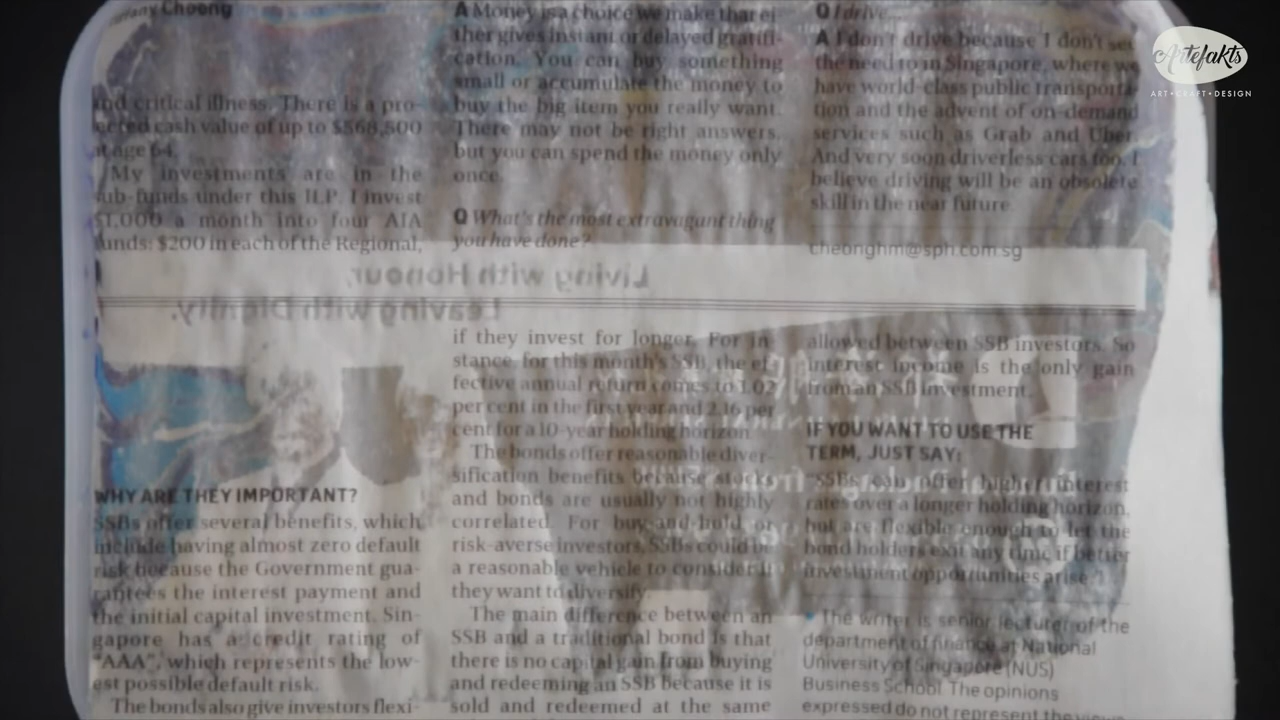 Artefakts
ART•CRAFT•DESIGN
Cheong
and critical illness. There is a pro-
ected cash value of up to $568,500
at age 64.
My investments are in the
sub-funds under this ILP. I invest
$1,000 a month into four AIA
funds: $200 in each of the Regional,
A Money is a choice we make that ei-
ther gives instant or delayed gratifi-
cation. You can buy something
small or accumulate the money to
buy the big item you really want.
There may not be right answers,
but you can spend the money only
once.
Q What's the most extravagant thing
you have done?
Q I drive
A I don't drive because I don't see
the need to in Singapore, where we
have world-class public transporta-
tion and the advent of on-demand
services such as Grab and Uber.
And very soon driverless cars too. I
believe driving will be an obsolete
skill in the near future.
cheonghm@sph.com.sg
Living with Honour,
Leaving with Dignity.
WHY ARE THEY IMPORTANT?
SSBs offer several benefits, which
include having almost zero default
risk because the Government gua-
rantees the interest payment and
the initial capital investment. Sin-
gapore has a credit rating of
"AAA", which represents the low-
est possible default risk.
The bonds also give investors flexi-
if they invest for longer. For in-
stance, for this month's SSB, the ef-
fective annual return comes to 1.02
per cent in the first year and 2.16 per
cent for a 10-year holding horizon.
The bonds offer reasonable diver-
sification benefits because stocks
and bonds are usually not highly
correlated. For buy-and-hold or
risk-averse investors, SSBs could be
a reasonable vehicle to consider if
they want to diversify.
The main difference between an
SSB and a traditional bond is that
there is no capital gain from buying
and redeeming an SSB because it is
sold and redeemed at the same
allowed between SSB investors. So
interest income is the only gain
from an SSB investment.
IF YOU WANT TO USE THE
TERM, JUST SAY:
"SSBs offer higher interest
rates over a longer holding horizon,
but are flexible enough to let the
bond holders exit any time if better
investment opportunities arise."
The writer is senior lecturer of the
department of finance at National
University of Singapore (NUS)
Business School. The opinions
expressed do not represent the views